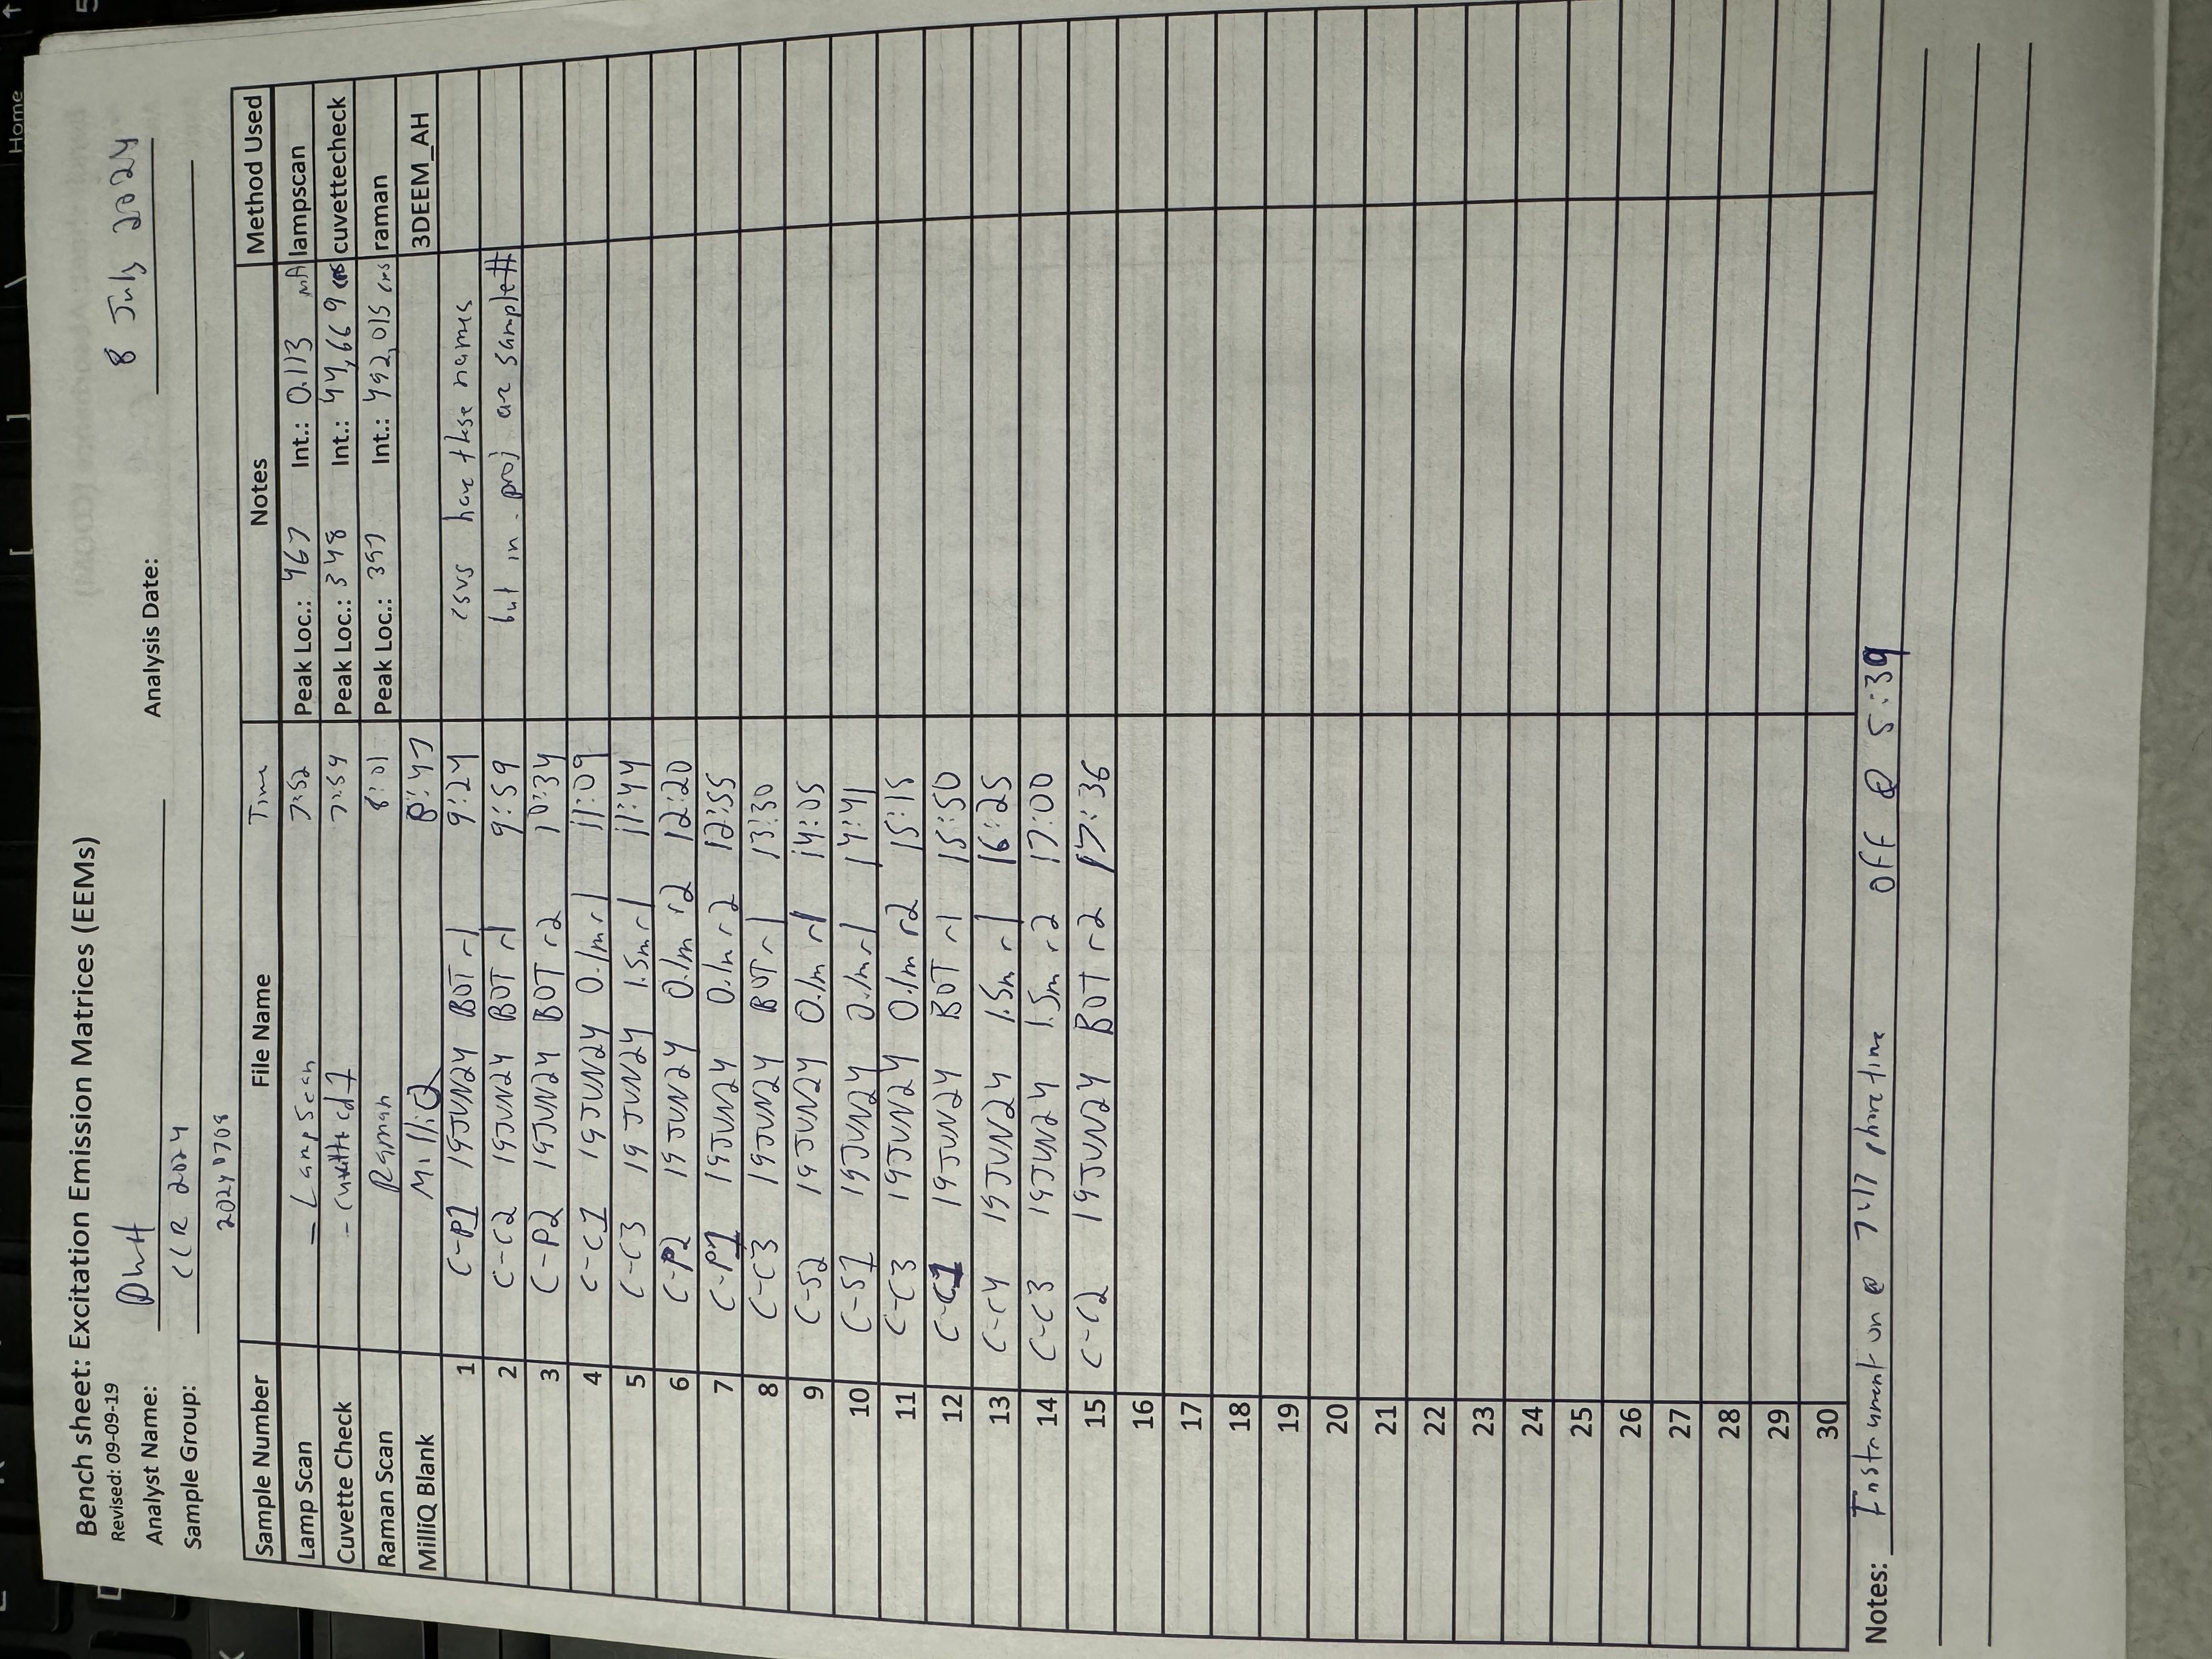 Home
Bench sheet: Excitation Emission Matrices (EEMs)
Revised: 09-09-19
Analyst Name: DWH Analysis Date: 8 July 2024
Sample Group: CCR 2024
20240708
Sample Number File Name Time Notes Method Used
Lamp Scan _ LampScan 7:52 Peak Loc.: 467 Int.: 0.113 mA lampscan
Cuvette Check - 7:54 Peak Loc.: 348 Int.: 44,669 cps cuvettecheck
Raman Scan Raman 8:01 Peak Loc.: 397 Int.: 492,015 cps raman
MilliQ Blank MilliQ 8:47 3DEEM_AH
1 C-P1 19JUN24 BOT r1 9:24 csvs have these names
2 C-C2 19JUN24 BOT r1 9:59 but in .proj are sample#
3 C-P2 19JUN24 BOT r2 10:34
4 C-C1 19JUN24 0.1m r1 11:09
5 C-C3 19JUN24 1.5m r1 11:44
6 C-P2 19JUN24 0.1m r2 12:20
7 C-P1 19JUN24 0.1m r2 12:55
8 C-C3 19JUN24 BOT r1 13:30
9 C-S2 19JUN24 0.1m r1 14:05
10 C-S1 19JUN24 0.1m r1 14:41
11 C-C3 19JUN24 0.1m r2 15:15
12 C-C1 19JUN24 BOT r1 15:50
13 C-C4 19JUN24 1.5m r1 16:25
14 C-C3 19JUN24 1.5m r2 17:00
15 C-C2 19JUN24 BOT r2 17:36
16
17
18
19
20
21
22
23
24
25
26
27
28
29
30
Notes: Instrument on @ 7:17 phone time OFF @ 5:39